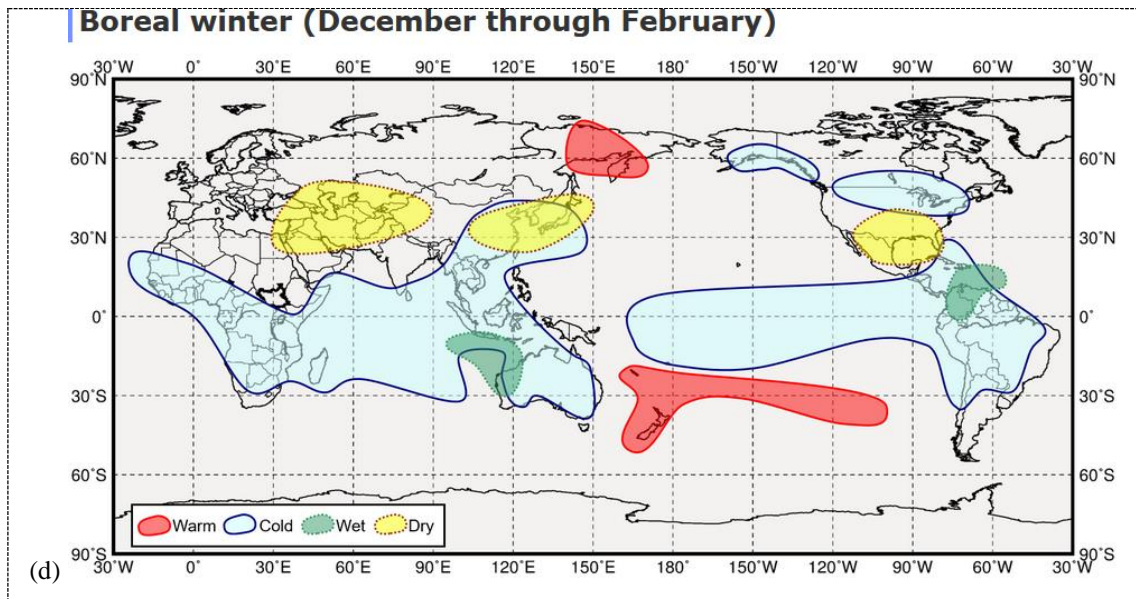 Boreal winter (December through February)
30˚W 0˚ 30˚E 60˚E 90˚E 120˚E 150˚E 180˚ 150˚W 120˚W 90˚W 60˚W 30˚W
90˚N 90˚N
60˚N 60˚N
30˚N 30˚N
0˚ 0˚
30˚S 30˚S
60˚S 60˚S
Warm Cold Wet Dry
90˚S 90˚S
30˚W 0˚ 30˚E 60˚E 90˚E 120˚E 150˚E 180˚ 150˚W 120˚W 90˚W 60˚W 30˚W
(d)